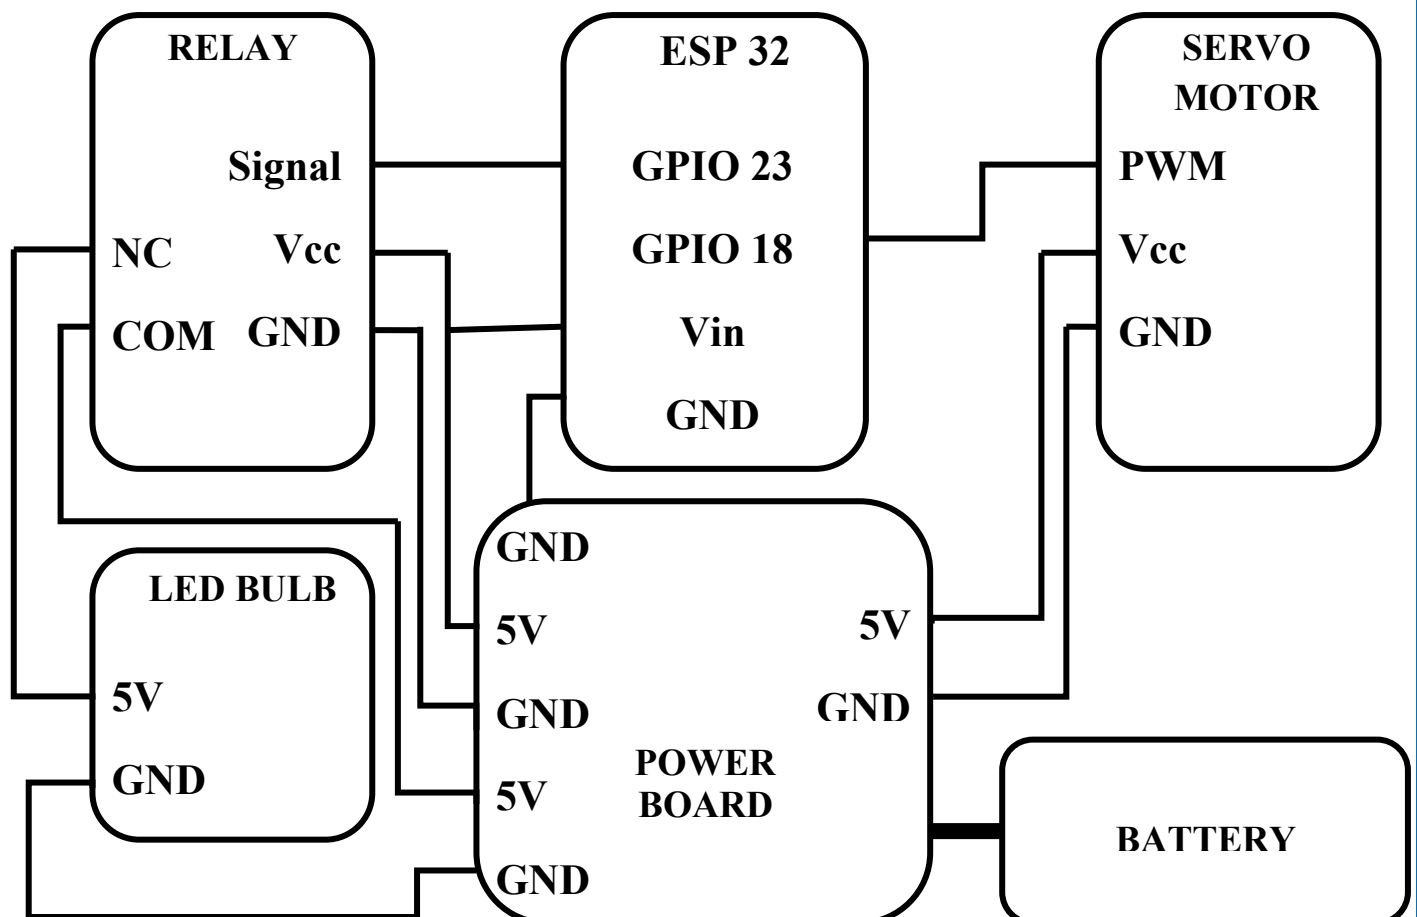 RELAY
Signal
NC
Vcc
COM
GND
ESP 32
GPIO 23
GPIO 18
Vin
GND
SERVO
MOTOR
PWM
Vcc
GND
LED BULB
5V
GND
GND
5V
GND
5V
GND
POWER
BOARD
5V
GND
BATTERY